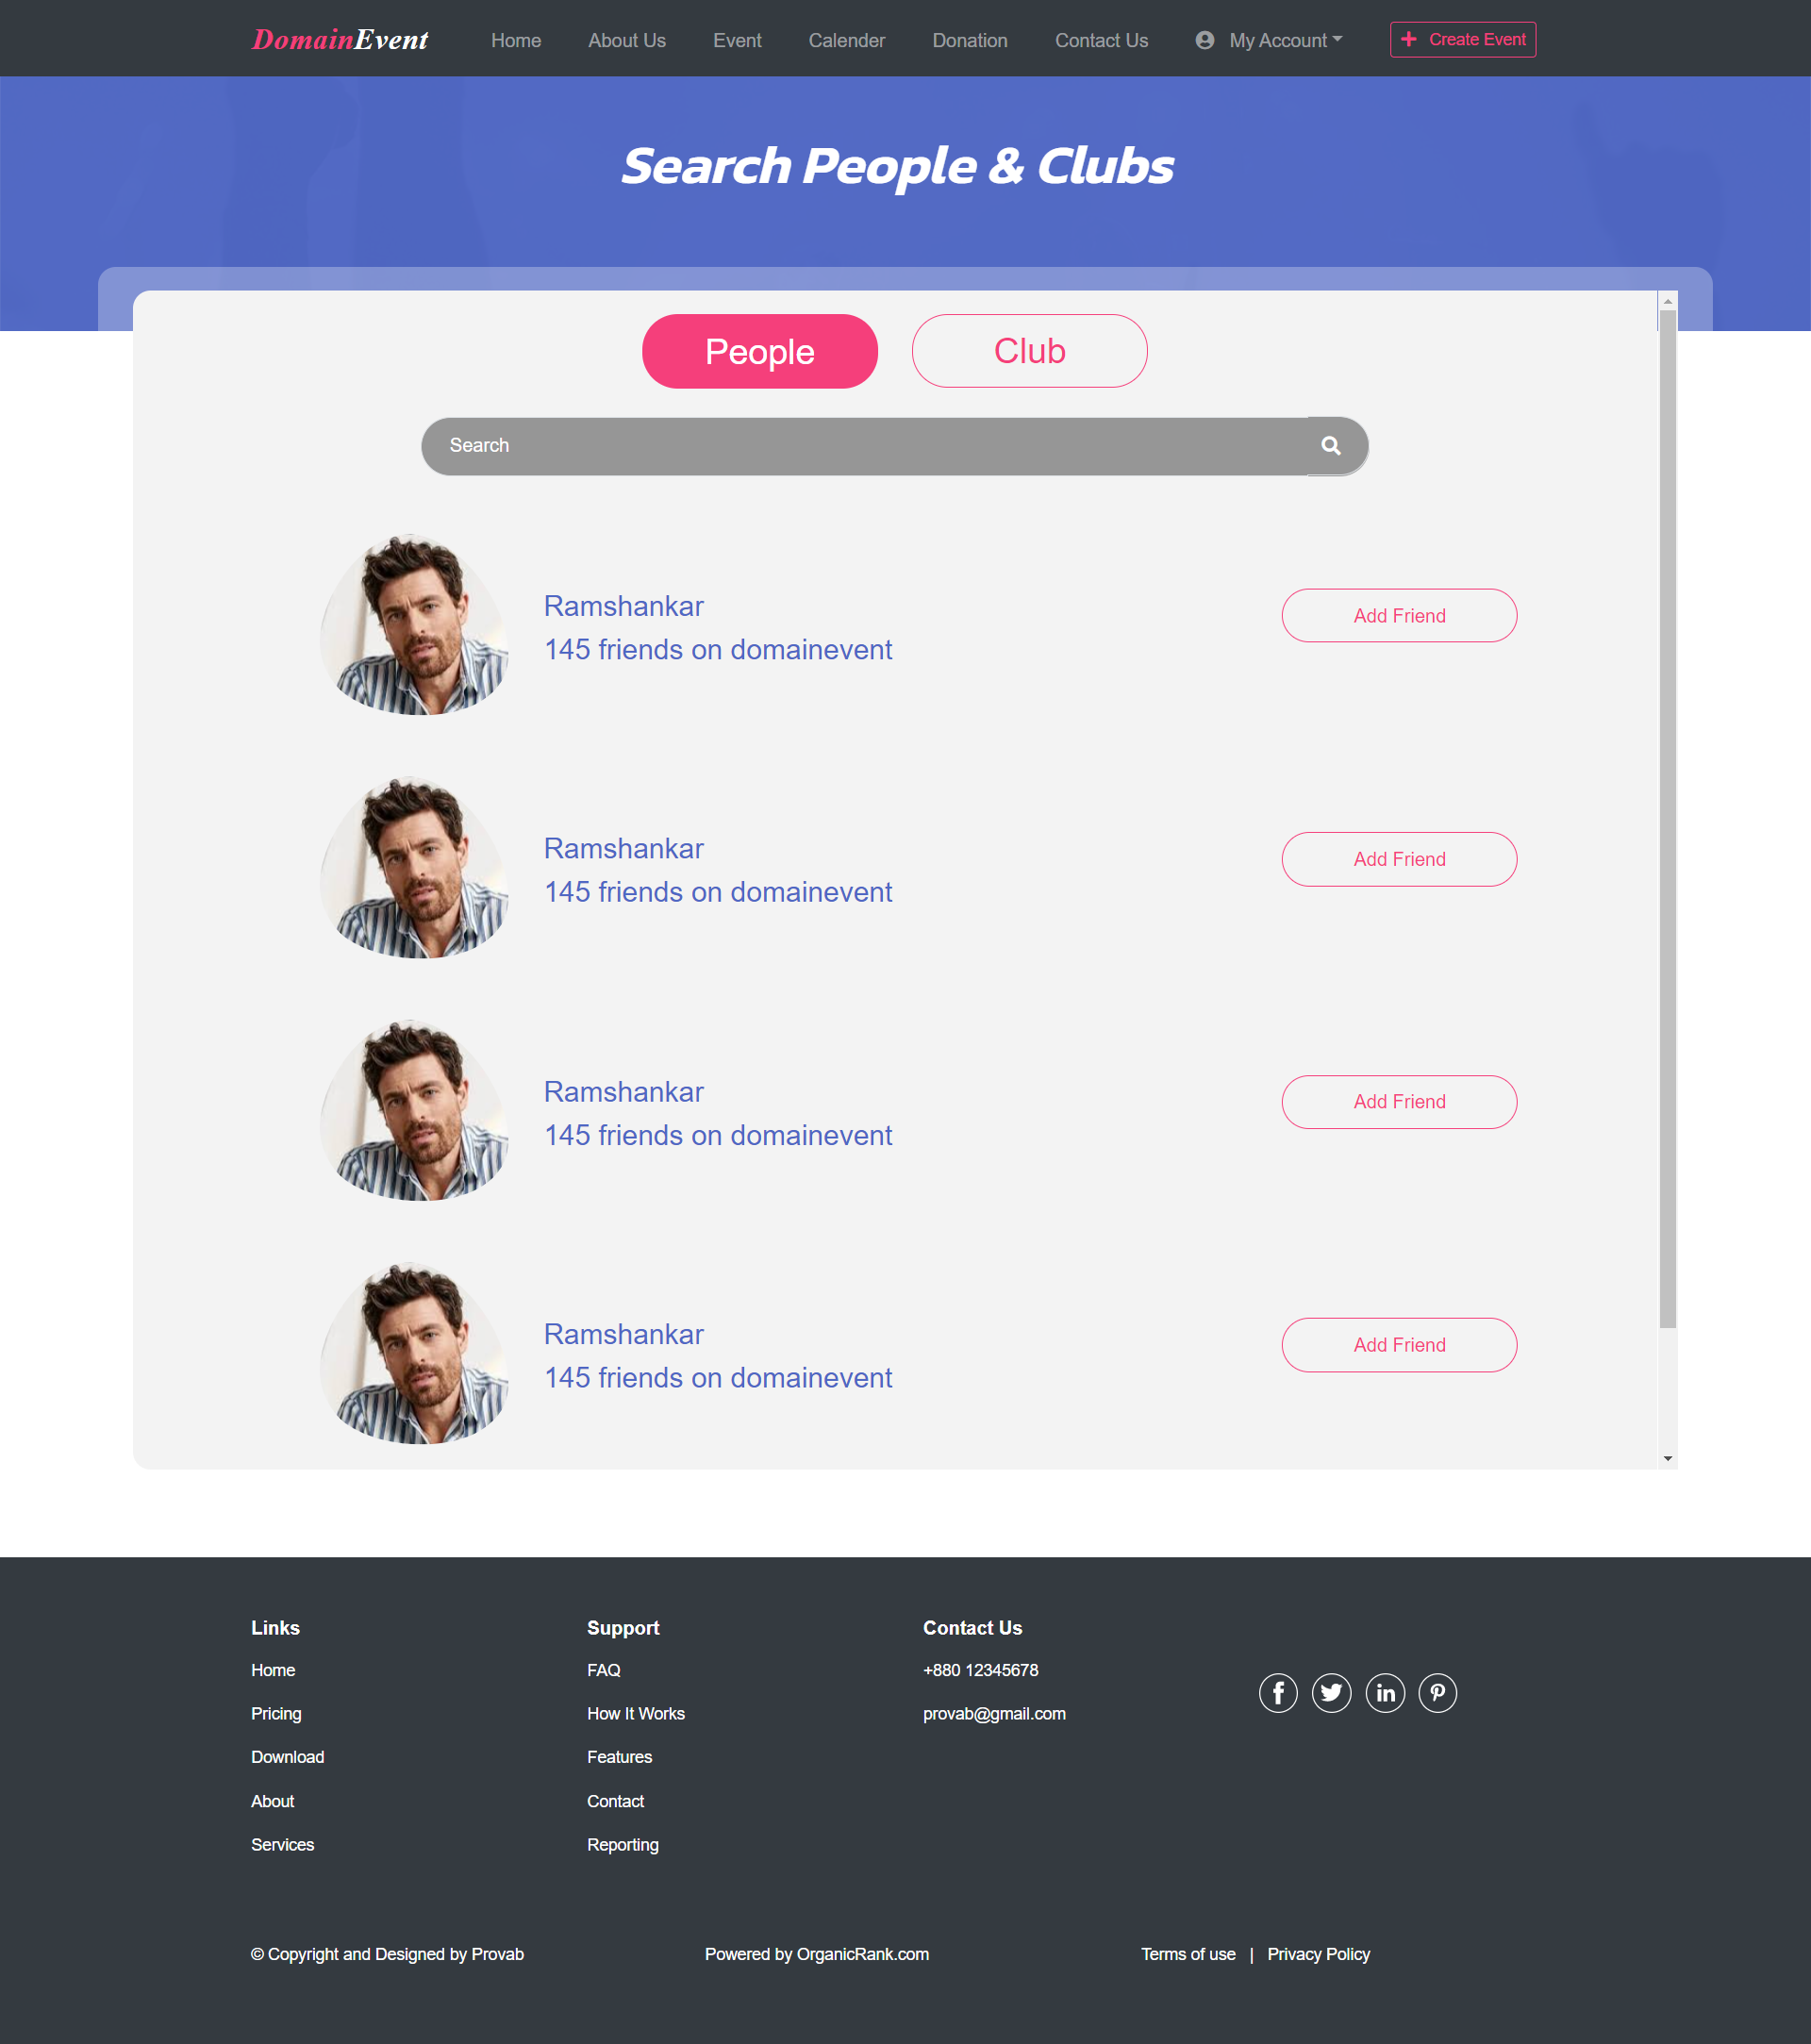 DomainEvent Home About Us Event Calender Donation Contact Us My Account Create Event
Search People & Clubs
People Club
Search
Ramshankar
145 friends on domainevent
Add Friend
Ramshankar
145 friends on domainevent
Add Friend
Ramshankar
145 friends on domainevent
Add Friend
Ramshankar
145 friends on domainevent
Add Friend
Links
Home
Pricing
Download
About
Services
Support
FAQ
How It Works
Features
Contact
Reporting
Contact Us
+880 12345678
provab@gmail.com
© Copyright and Designed by Provab
Powered by OrganicRank.com
Terms of use | Privacy Policy